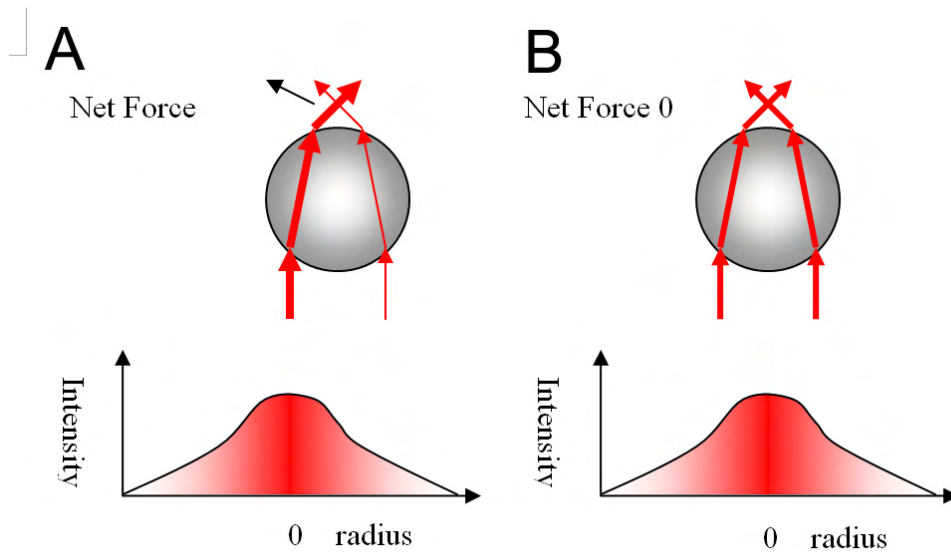 A
Net Force
Intensity
0 radius
B
Net Force 0
Intensity
0 radius